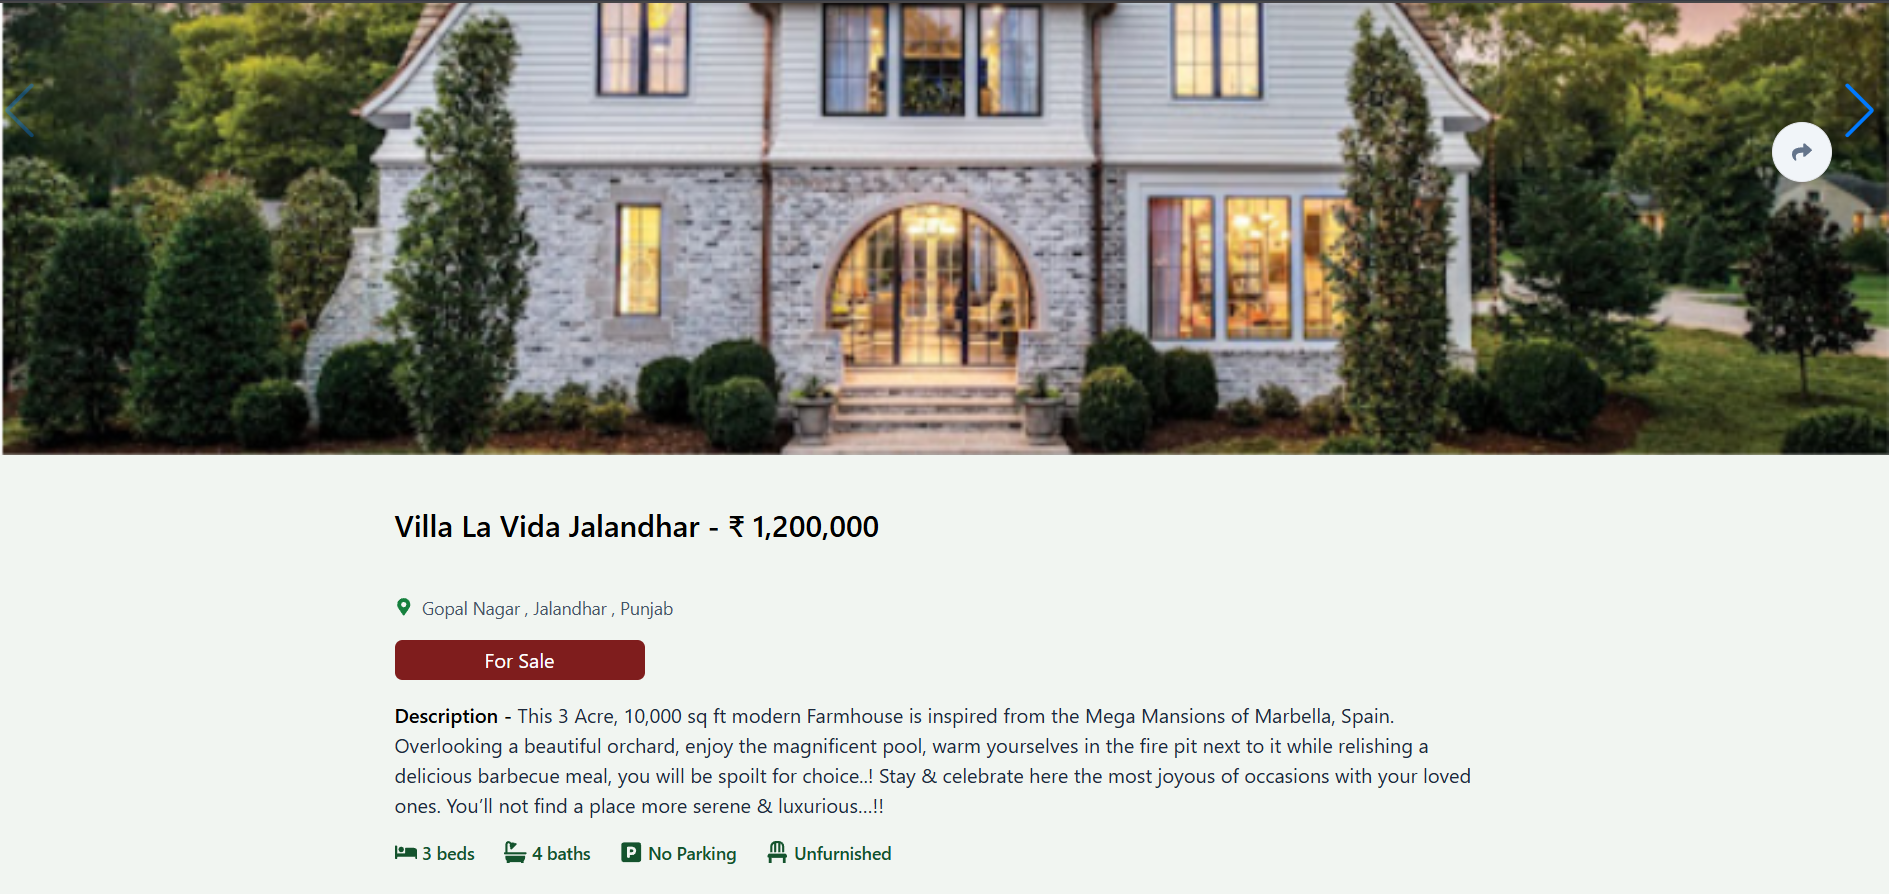 Villa La Vida Jalandhar - ₹ 1,200,000
Gopal Nagar , Jalandhar , Punjab
For Sale
Description - This 3 Acre, 10,000 sq ft modern Farmhouse is inspired from the Mega Mansions of Marbella, Spain.
Overlooking a beautiful orchard, enjoy the magnificent pool, warm yourselves in the fire pit next to it while relishing a
delicious barbecue meal, you will be spoilt for choice..! Stay & celebrate here the most joyous of occasions with your loved
ones. You’ll not find a place more serene & luxurious…!!
3 beds 4 baths P No Parking Unfurnished